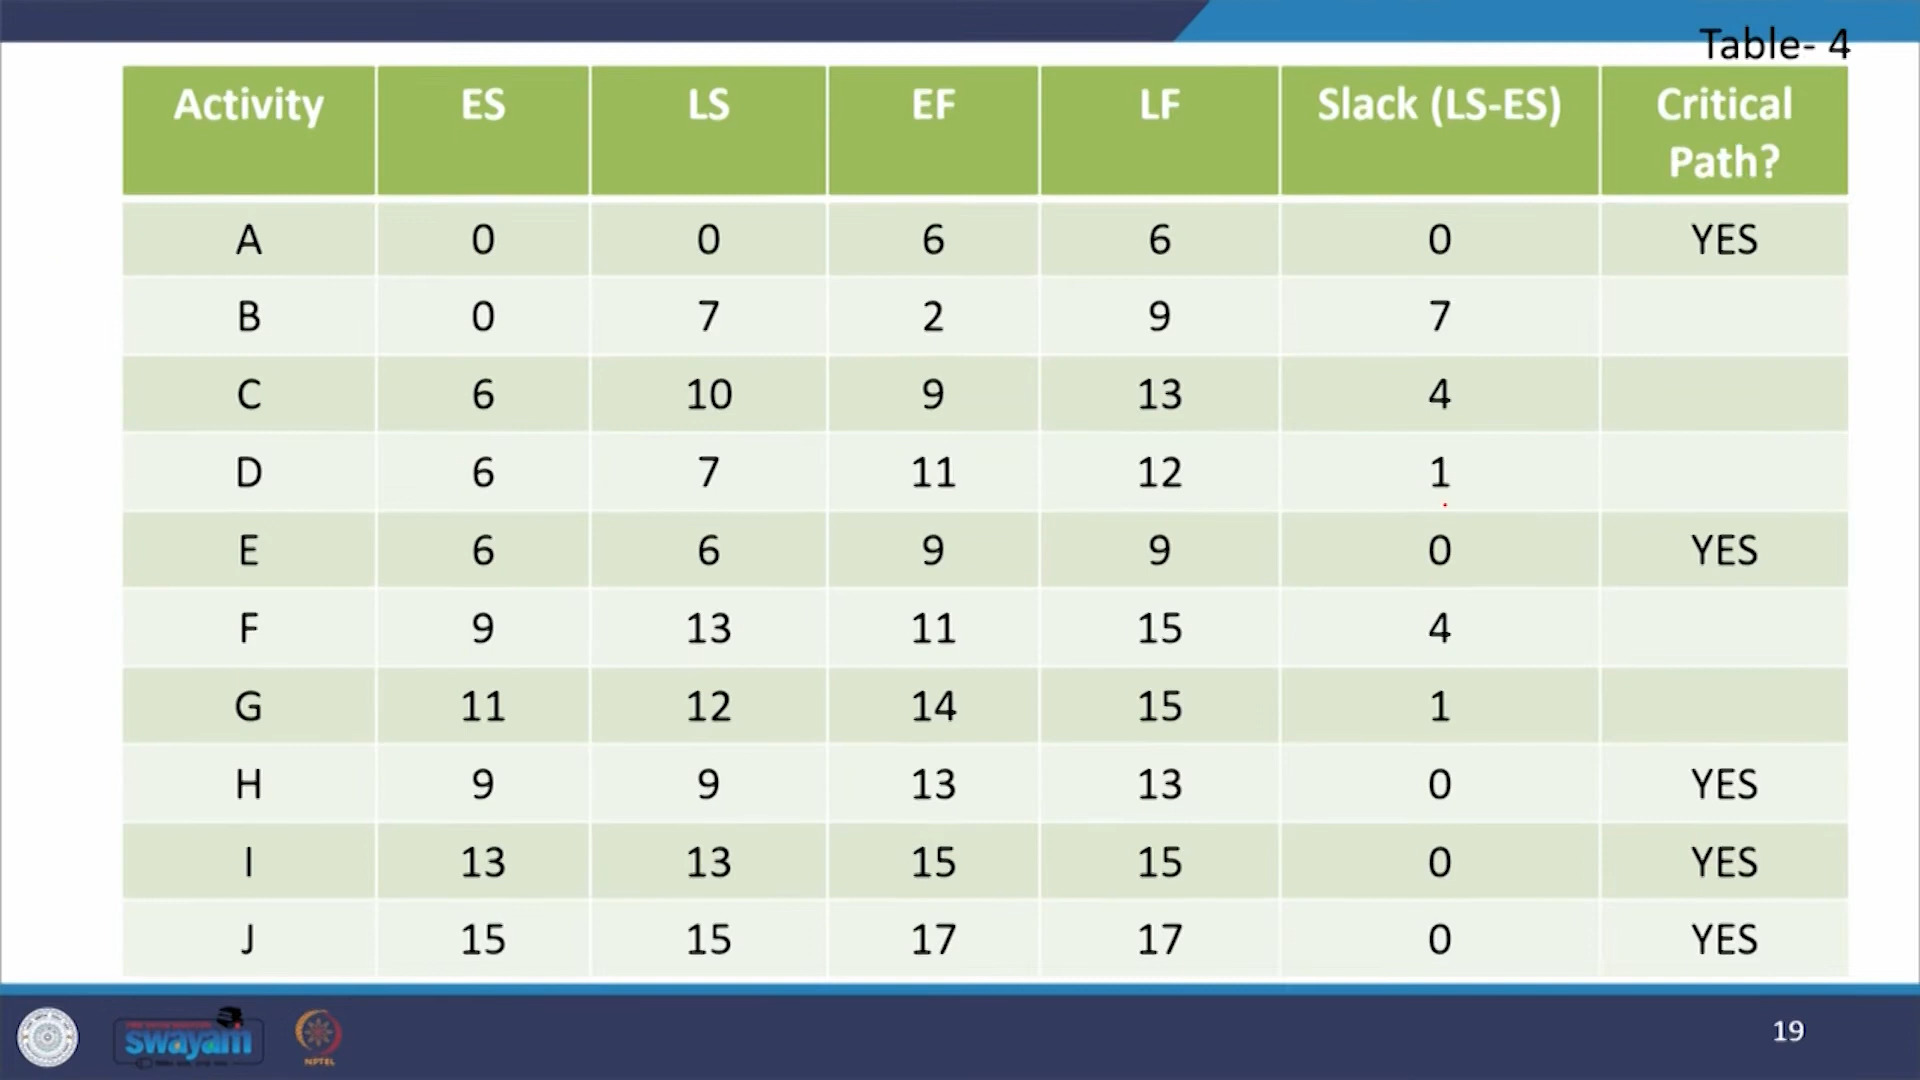 Table- 4
Activity ES LS EF LF Slack (LS-ES) Critical
Path?
A 0 0 6 6 0 YES
B 0 7 2 9 7
C 6 10 9 13 4
D 6 7 11 12 1
E 6 6 9 9 0 YES
F 9 13 11 15 4
G 11 12 14 15 1
H 9 9 13 13 0 YES
I 13 13 15 15 0 YES
J 15 15 17 17 0 YES
swayam
NPTEL
19